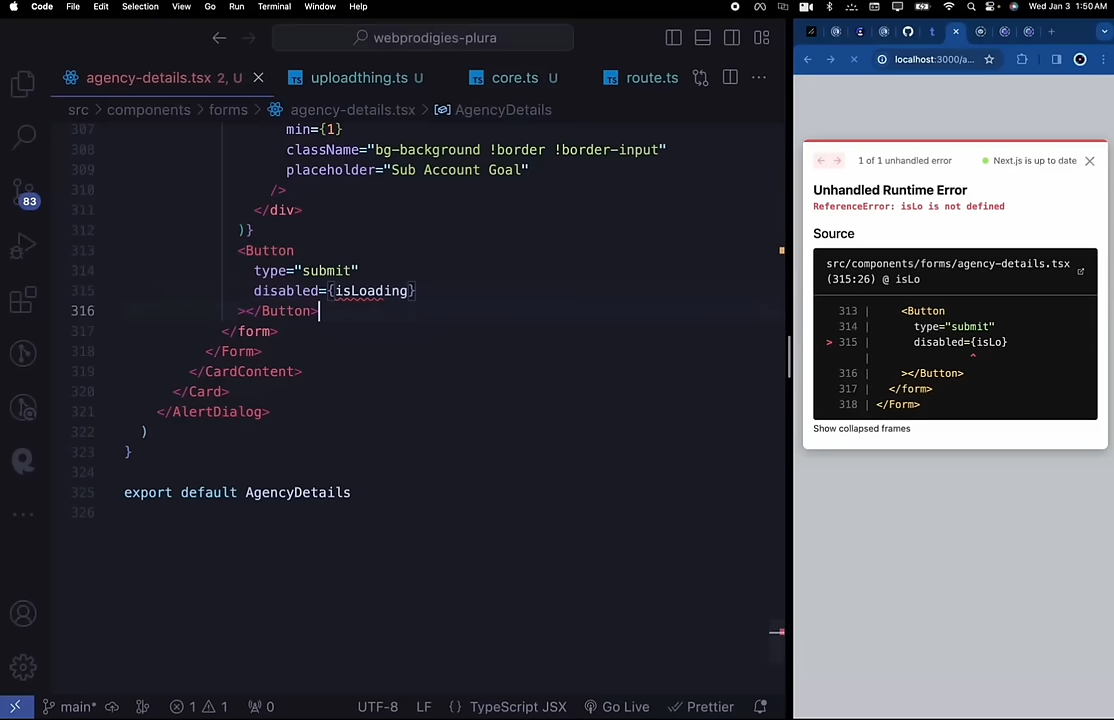 Code File Edit Selection View Go Run Terminal Window Help
Wed Jan 3 1:50 AM
webprodigies-plura
agency-details.tsx 2, U
uploadthing.ts U
core.ts U
route.ts
src > components > forms > agency-details.tsx > AgencyDetails
307 min={1}
308 className="bg-background !border !border-input"
309 placeholder="Sub Account Goal"
310 />
311 </div>
312 )}
313 <Button
314 type="submit"
315 disabled={isLoading}
316 ></Button>
317 </form>
318 </Form>
319 </CardContent>
320 </Card>
321 </AlertDialog>
322 )
323 }
324
325 export default AgencyDetails
326
83
main*
1 1
0
UTF-8 LF {} TypeScript JSX Go Live Prettier
localhost:3000/a...
1 of 1 unhandled error
Next.js is up to date
Unhandled Runtime Error
ReferenceError: isLo is not defined
Source
src/components/forms/agency-details.tsx
(315:26) @ isLo
313 | <Button
314 | type="submit"
> 315 | disabled={isLo}
| ^
316 | ></Button>
317 | </form>
318 | </Form>
Show collapsed frames